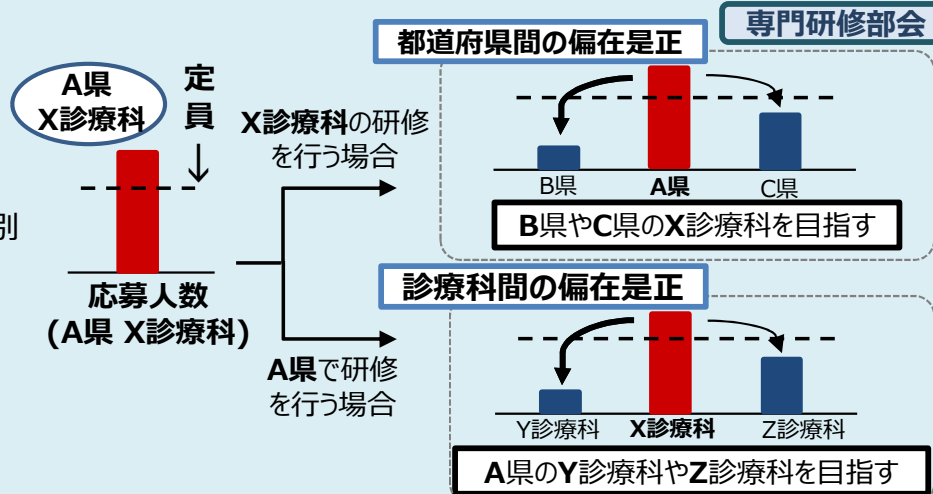 専門研修部会
都道府県間の偏在是正
A県
X診療科
定員
X診療科の研修
を行う場合
B県
A県
C県
B県やC県のX診療科を目指す
別
応募人数
(A県 X診療科)
診療科間の偏在是正
A県で研修
を行う場合
Y診療科
X診療科
Z診療科
A県のY診療科やZ診療科を目指す